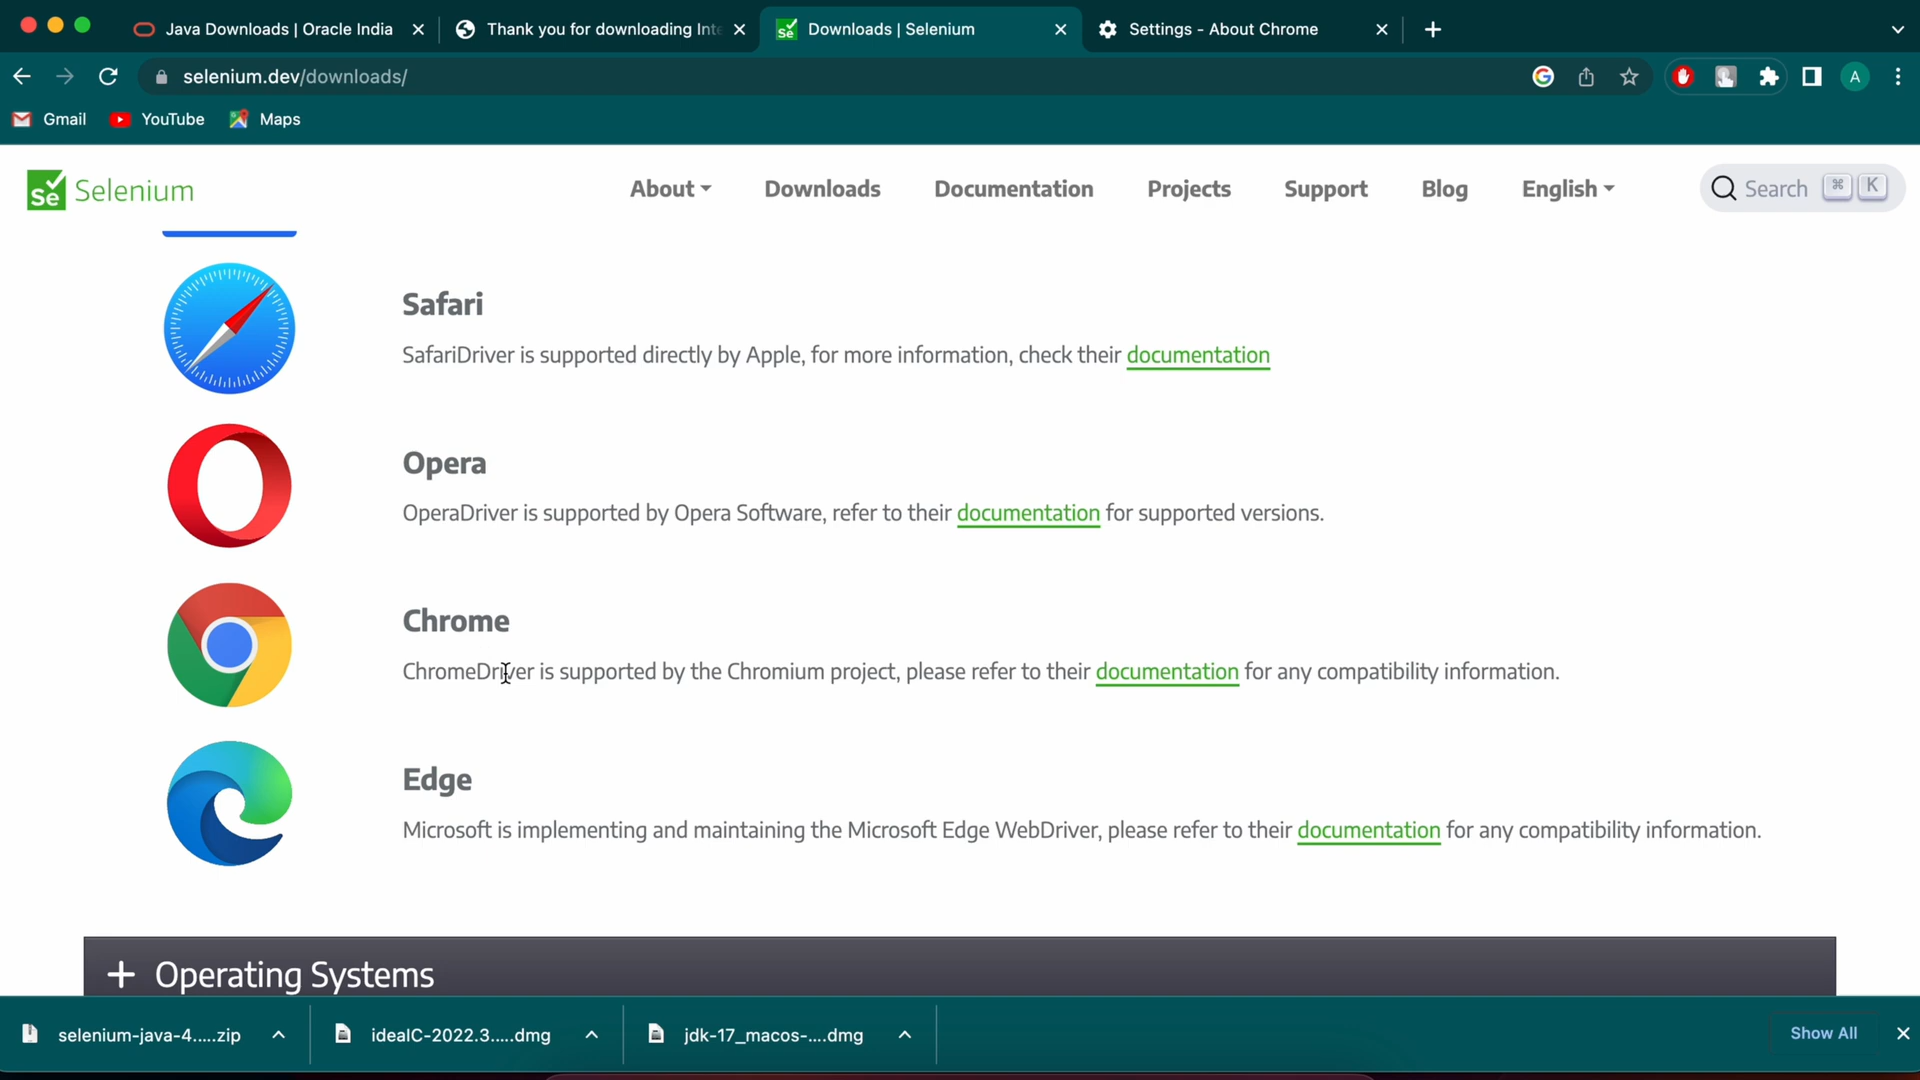 Java Downloads | Oracle India
Thank you for downloading Inte
Downloads | Selenium
Settings - About Chrome
selenium.dev/downloads/
A
Gmail
YouTube
Maps
Se Selenium
About
Downloads
Documentation
Projects
Support
Blog
English
Search ⌘ K
Safari
SafariDriver is supported directly by Apple, for more information, check their documentation
Opera
OperaDriver is supported by Opera Software, refer to their documentation for supported versions.
Chrome
ChromeDriver is supported by the Chromium project, please refer to their documentation for any compatibility information.
Edge
Microsoft is implementing and maintaining the Microsoft Edge WebDriver, please refer to their documentation for any compatibility information.
+ Operating Systems
selenium-java-4.....zip
ideaIC-2022.3.....dmg
jdk-17_macos-....dmg
Show All